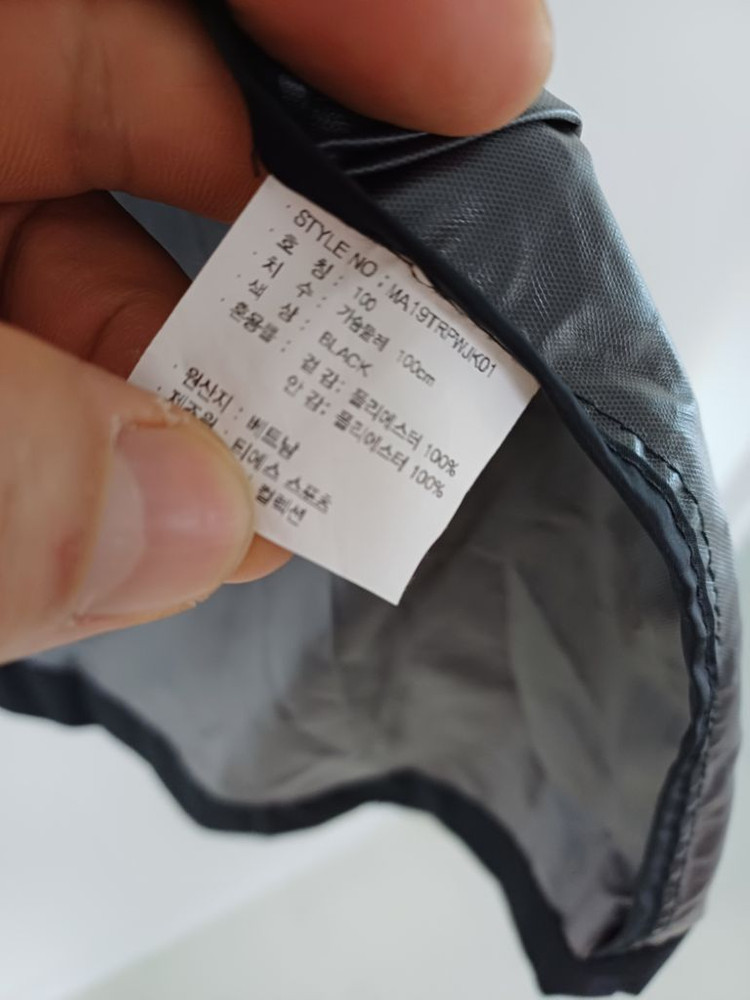 · STYLE NO : MA19TRPWJK01
· 호 칭 : 100
· 치 수 : 가슴둘레 100cm
· 색 상 : BLACK
· 혼용률 : 겉 감: 폴리에스터 100%
안 감: 폴리에스터 100%
· 원산지 : 베트남
· 제조원 : 티에스 스포츠
컬렉션